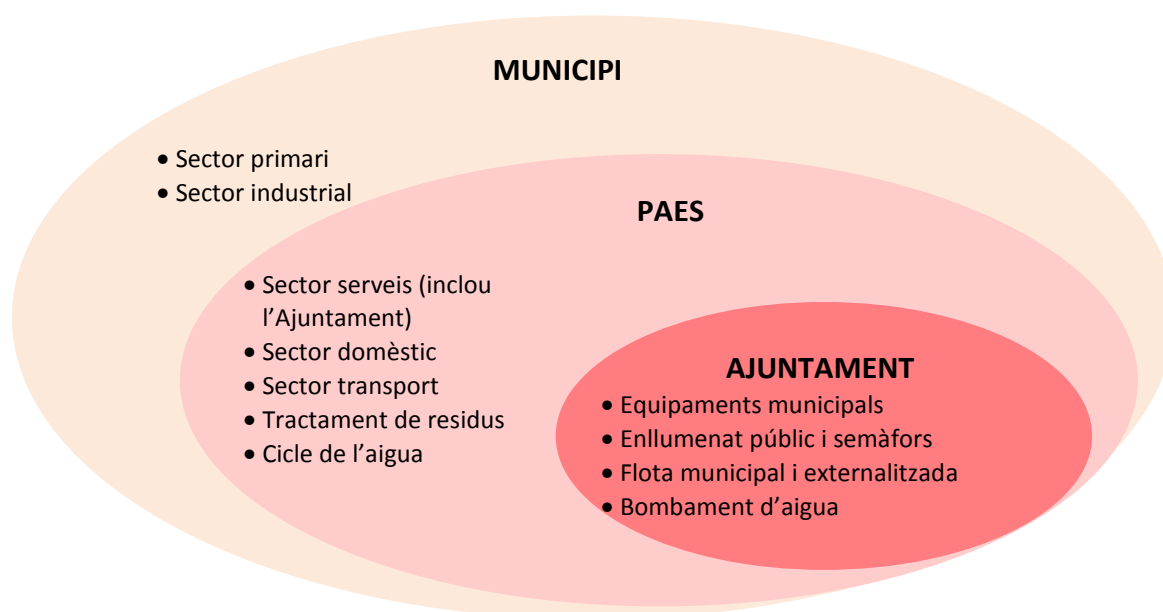 MUNICIPI
• Sector primari
• Sector industrial
PAES
• Sector serveis (inclou
l’Ajuntament)
• Sector domèstic
• Sector transport
• Tractament de residus
• Cicle de l’aigua
AJUNTAMENT
• Equipaments municipals
• Enllumenat públic i semàfors
• Flota municipal i externalitzada
• Bombament d’aigua